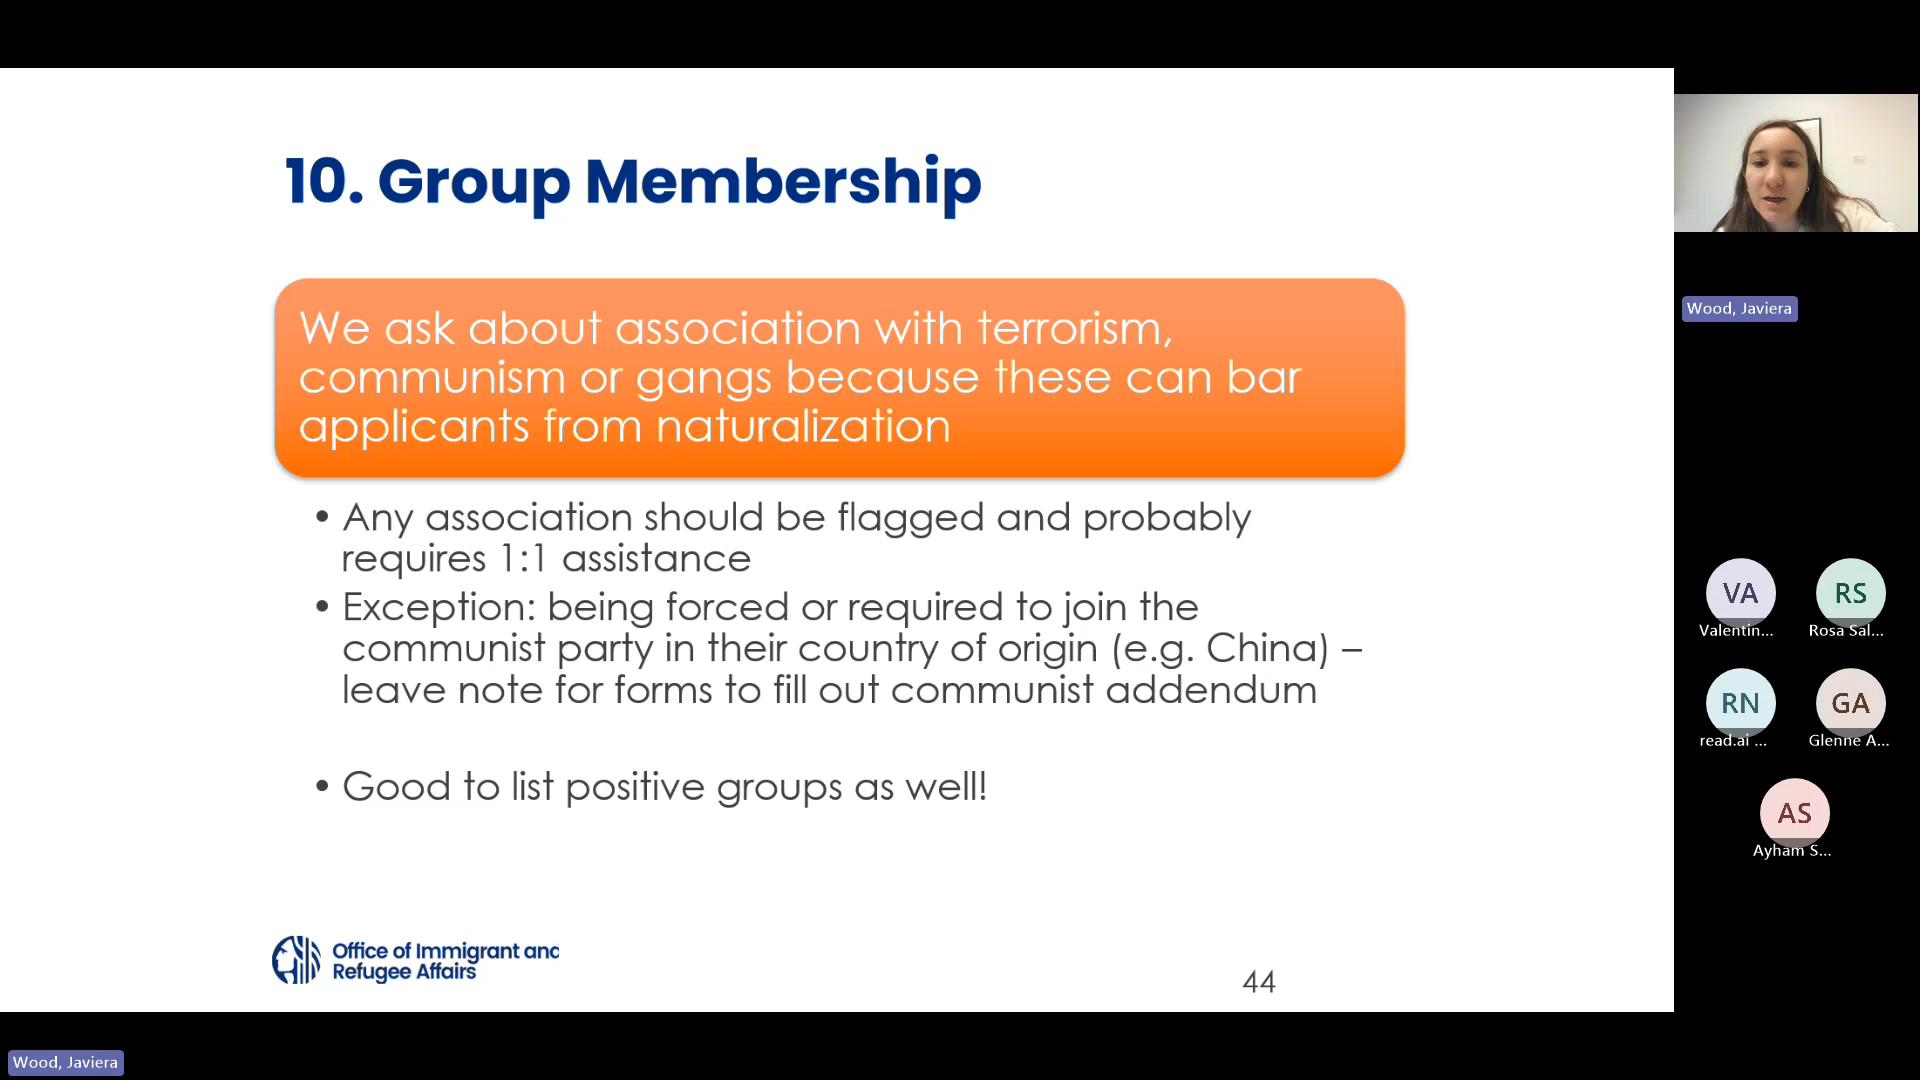 10. Group Membership
We ask about association with terrorism,
communism or gangs because these can bar
applicants from naturalization
• Any association should be flagged and probably
requires 1:1 assistance
• Exception: being forced or required to join the
communist party in their country of origin (e.g. China) –
leave note for forms to fill out communist addendum
• Good to list positive groups as well!
Office of Immigrant and
Refugee Affairs
44
Wood, Javiera
VA
Valentin...
RS
Rosa Sal...
RN
read.ai ...
GA
Glenne A...
AS
Ayham S...
Wood, Javiera